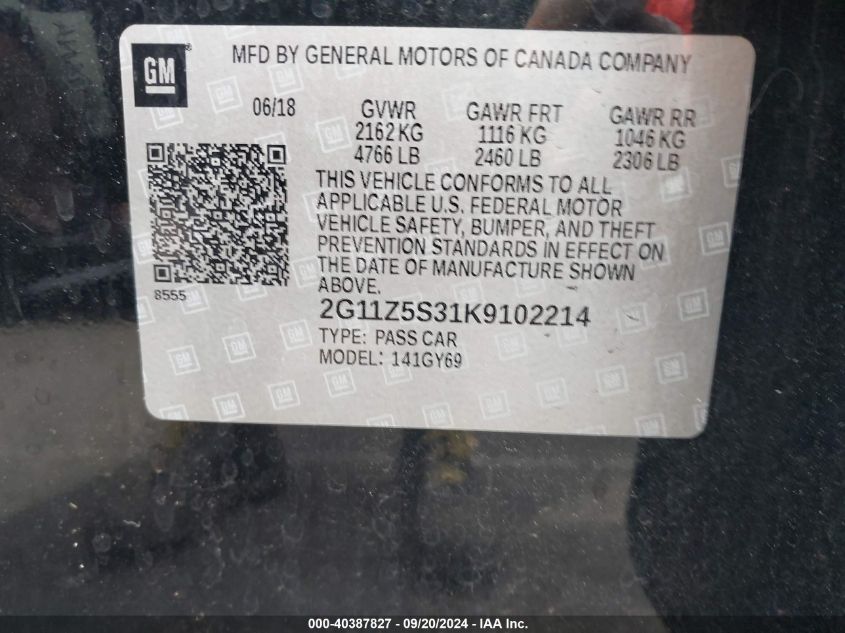 GM
MFD BY GENERAL MOTORS OF CANADA COMPANY
06/18 GVWR GAWR FRT GAWR RR
2162 KG 1116 KG 1046 KG
4766 LB 2460 LB 2306 LB
THIS VEHICLE CONFORMS TO ALL
APPLICABLE U.S. FEDERAL MOTOR
VEHICLE SAFETY, BUMPER, AND THEFT
PREVENTION STANDARDS IN EFFECT ON
THE DATE OF MANUFACTURE SHOWN
ABOVE.
8555
2G11Z5S31K9102214
TYPE: PASS CAR
MODEL: 141GY69
000-40387827 - 09/20/2024 - IAA Inc.